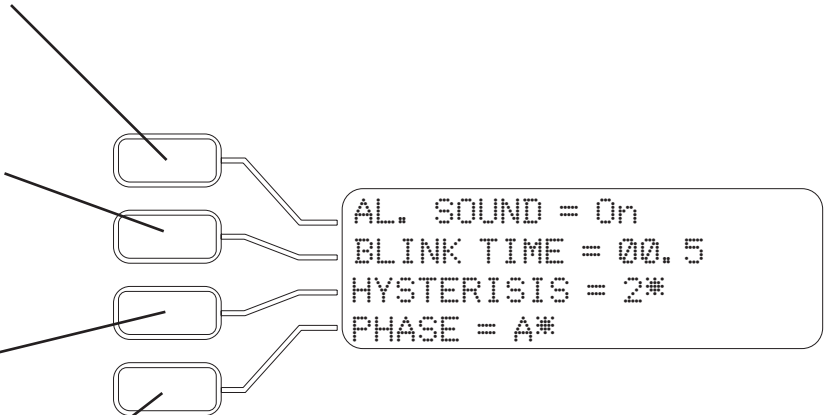 AL. SOUND = On
BLINK TIME = 00.5
HYSTERISIS = 2*
PHASE = A*